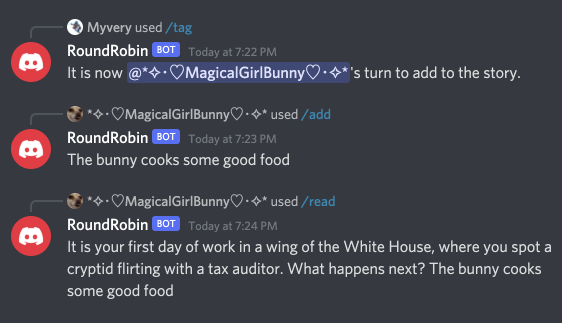 Myvery used /tag
RoundRobin BOT Today at 7:22 PM
It is now @*✧･♡MagicalGirlBunny♡･✧*'s turn to add to the story.
*✧･♡MagicalGirlBunny♡･✧* used /add
RoundRobin BOT Today at 7:23 PM
The bunny cooks some good food
*✧･♡MagicalGirlBunny♡･✧* used /read
RoundRobin BOT Today at 7:24 PM
It is your first day of work in a wing of the White House, where you spot a
cryptid flirting with a tax auditor. What happens next? The bunny cooks
some good food